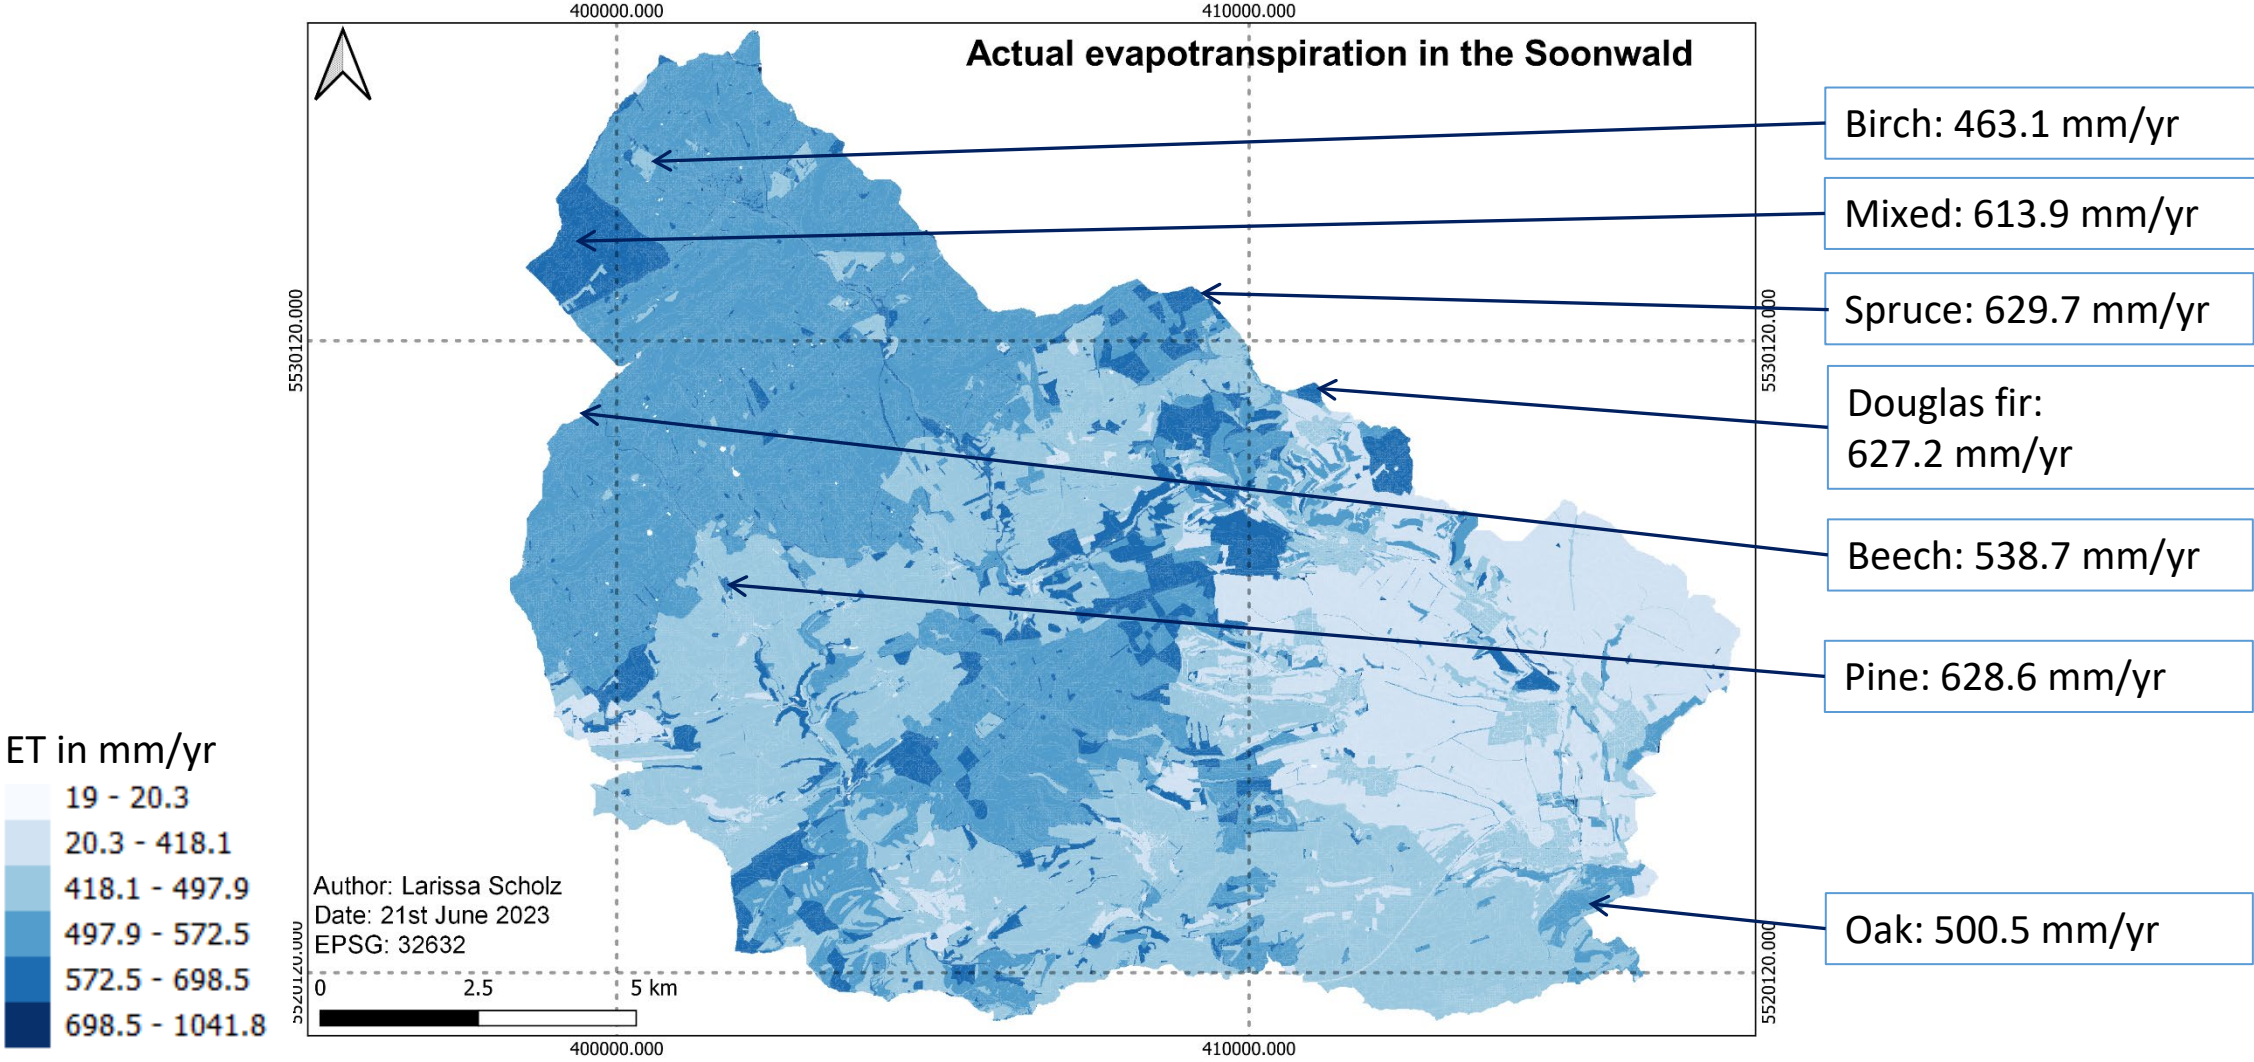 400000.000
410000.000
Actual evapotranspiration in the Soonwald
Birch: 463.1 mm/yr
Mixed: 613.9 mm/yr
Spruce: 629.7 mm/yr
Douglas fir:
627.2 mm/yr
Beech: 538.7 mm/yr
Pine: 628.6 mm/yr
Oak: 500.5 mm/yr
5530120.000
5530120.000
ET in mm/yr
19 - 20.3
20.3 - 418.1
418.1 - 497.9
497.9 - 572.5
572.5 - 698.5
698.5 - 1041.8
Author: Larissa Scholz
Date: 21st June 2023
EPSG: 32632
0 2.5 5 km
5520120.000
5520120.000
400000.000
410000.000